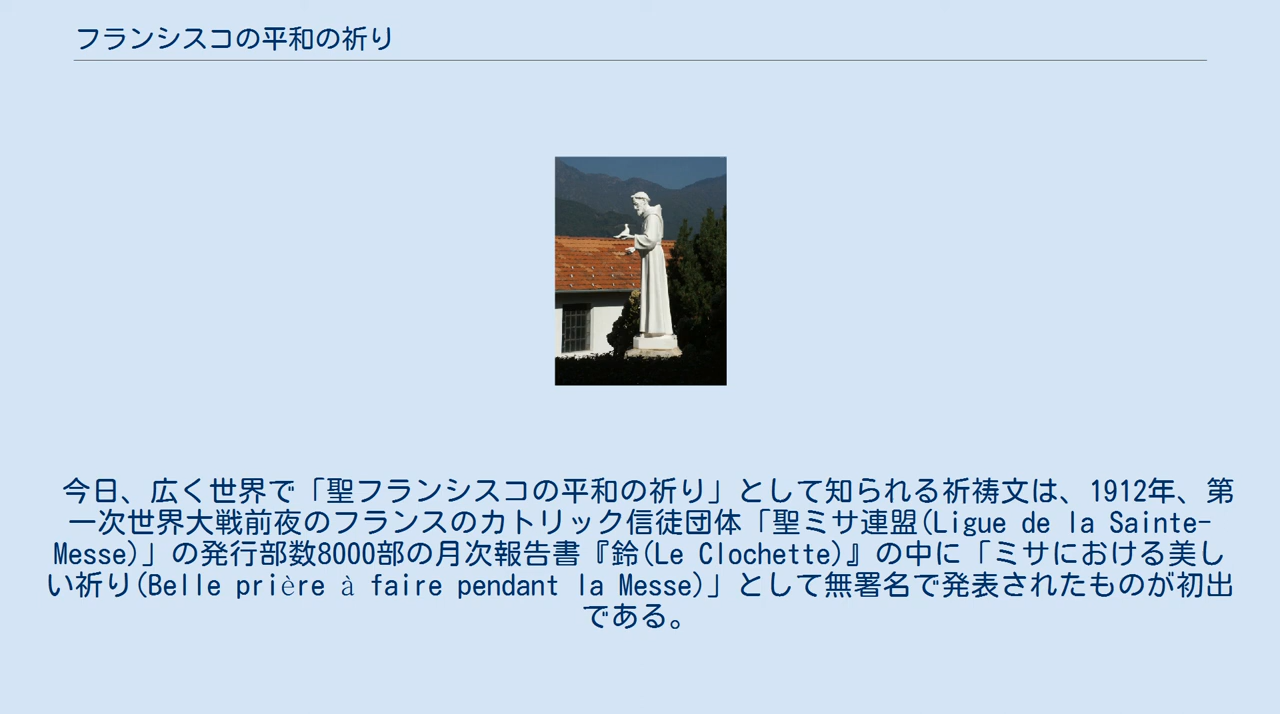 フランシスコの平和の祈り
今日、広く世界で「聖フランシスコの平和の祈り」として知られる祈祷文は、1912年、第
一次世界大戦前夜のフランスのカトリック信徒団体「聖ミサ連盟(Ligue de la Sainte-
Messe)」の発行部数8000部の月次報告書『鈴(Le Clochette)』の中に「ミサにおける美し
い祈り(Belle prière à faire pendant la Messe)」として無署名で発表されたものが初出
である。